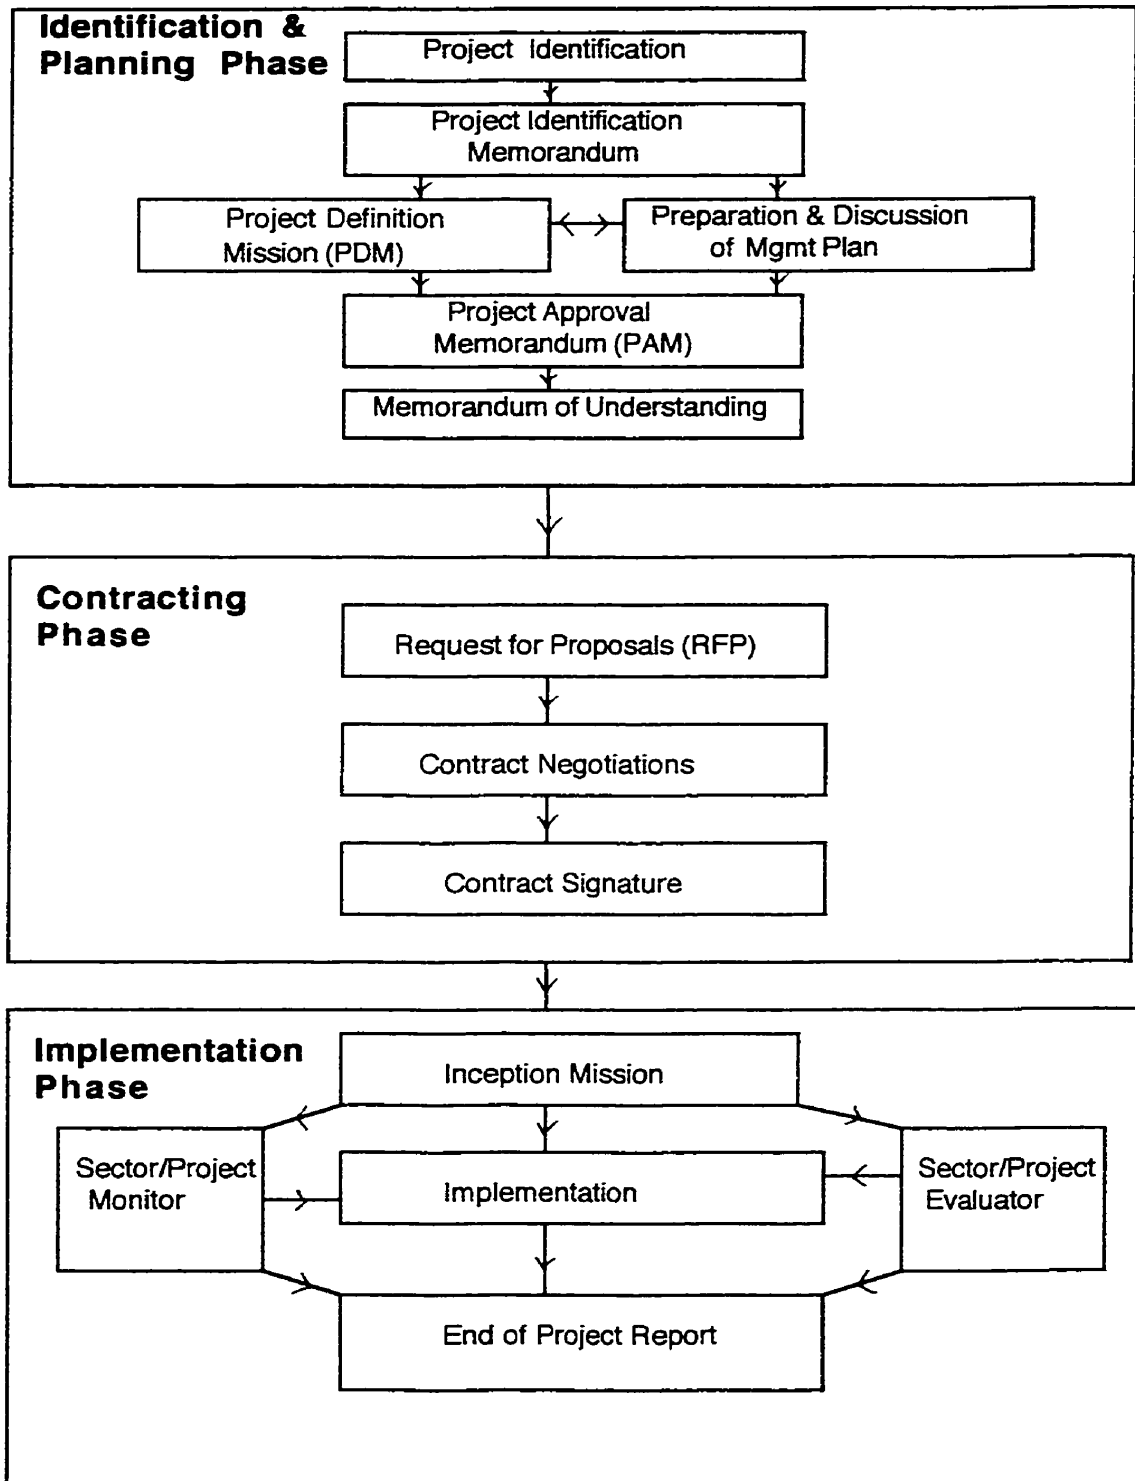 Identification &
Planning Phase
Project Identification
Project Identification
Memorandum
Project Definition
Mission (PDM)
Preparation & Discussion
of Mgmt Plan
Project Approval
Memorandum (PAM)
Memorandum of Understanding
Contracting
Phase
Request for Proposals (RFP)
Contract Negotiations
Contract Signature
Implementation
Phase
Inception Mission
Sector/Project
Monitor
Implementation
Sector/Project
Evaluator
End of Project Report